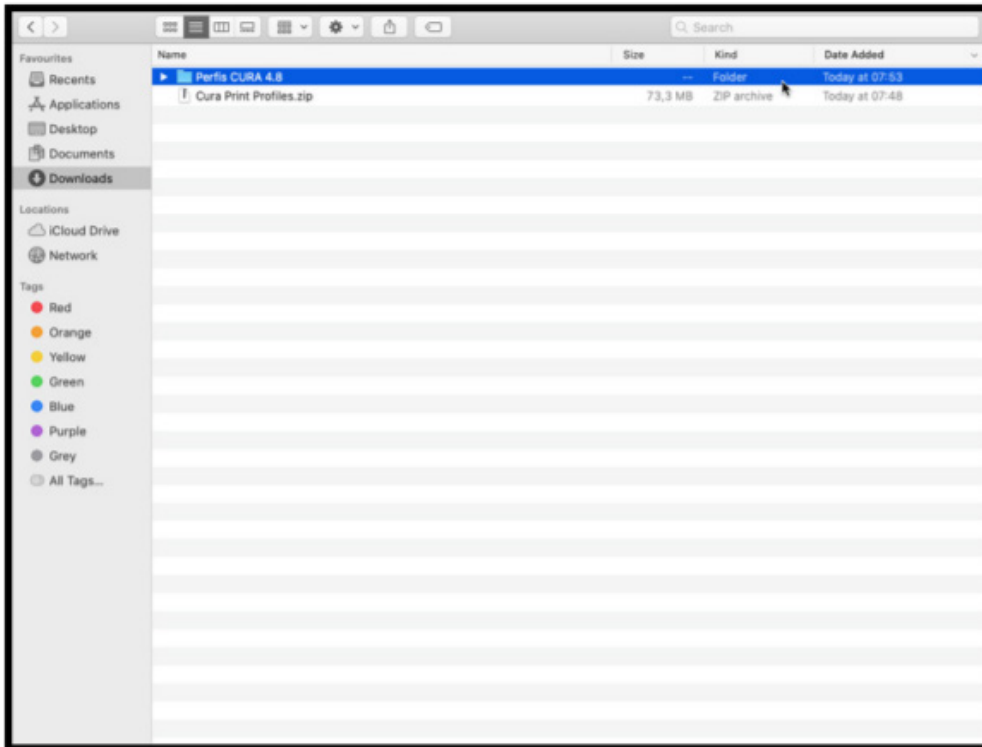 Search
Favourites
Recents
Applications
Desktop
Documents
Downloads
Locations
iCloud Drive
Network
Tags
Red
Orange
Yellow
Green
Blue
Purple
Grey
All Tags...
Name Size Kind Date Added
Perfis CURA 4.8 -- Folder Today at 07:53
Cura Print Profiles.zip 73,3 MB ZIP archive Today at 07:48